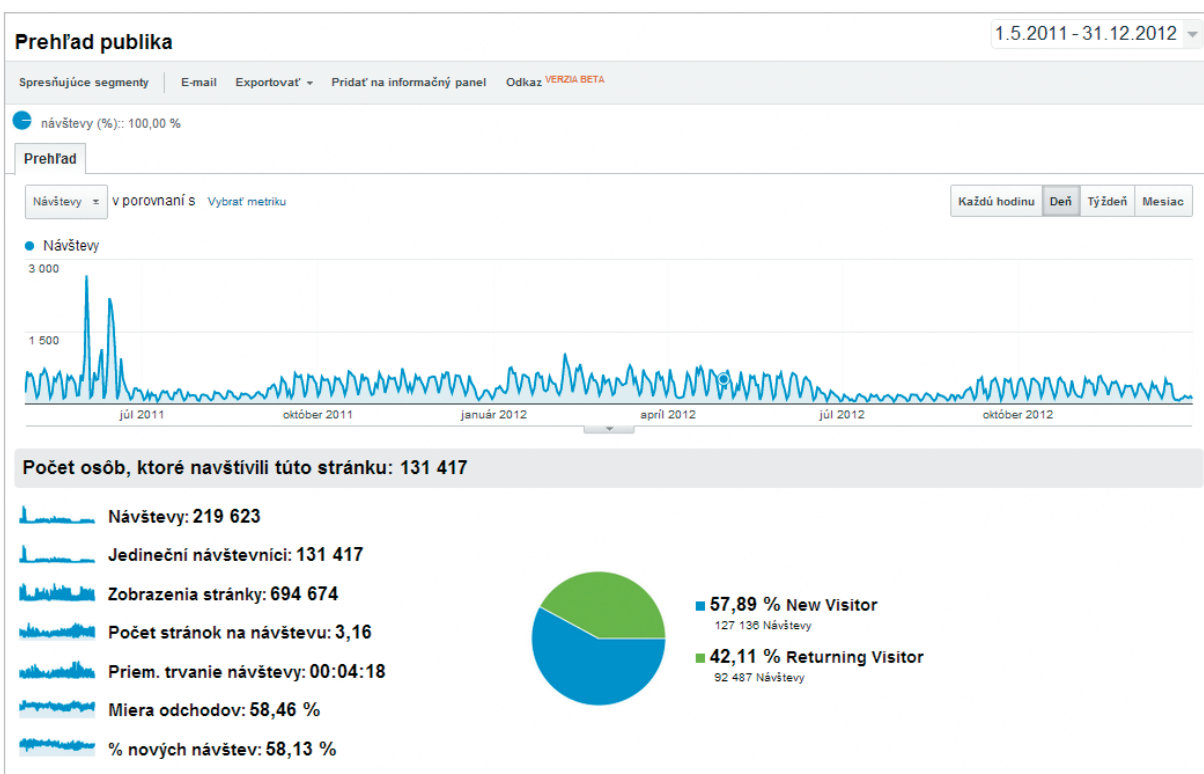 Prehľad publika
1.5.2011 - 31.12.2012
Spresňujúce segmenty E-mail Exportovať Pridať na informačný panel Odkaz VERZIA BETA
návštevy (%):: 100,00 %
Prehľad
Návštevy v porovnaní s Vybrať metriku
Každú hodinu Deň Týždeň Mesiac
Návštevy
3 000
1 500
júl 2011 október 2011 január 2012 apríl 2012 júl 2012 október 2012
Počet osôb, ktoré navštívili túto stránku: 131 417
Návštevy: 219 623
Jedineční návštevníci: 131 417
Zobrazenia stránky: 694 674
Počet stránok na návštevu: 3,16
Priem. trvanie návštevy: 00:04:18
Miera odchodov: 58,46 %
% nových návštev: 58,13 %
57,89 % New Visitor
127 136 Návštevy
42,11 % Returning Visitor
92 487 Návštevy